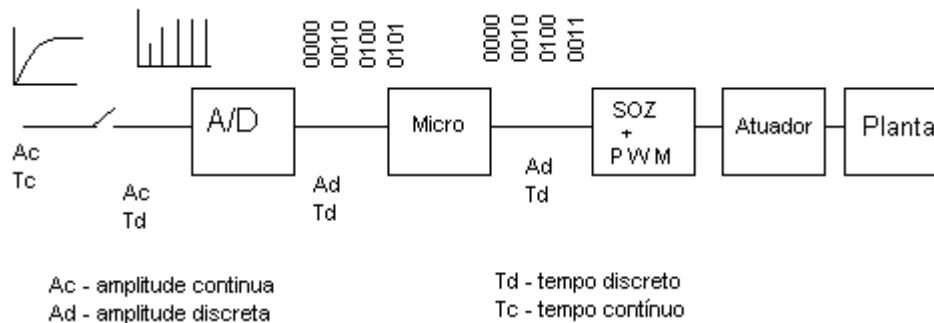 0000
0010
0100
0101
0000
0010
0100
0011
A/D
Micro
SOZ
+
PWM
Atuador
Planta
Ac
Tc
Ac
Td
Ad
Td
Ad
Td
Ac - amplitude continua
Ad - amplitude discreta
Td - tempo discreto
Tc - tempo contínuo